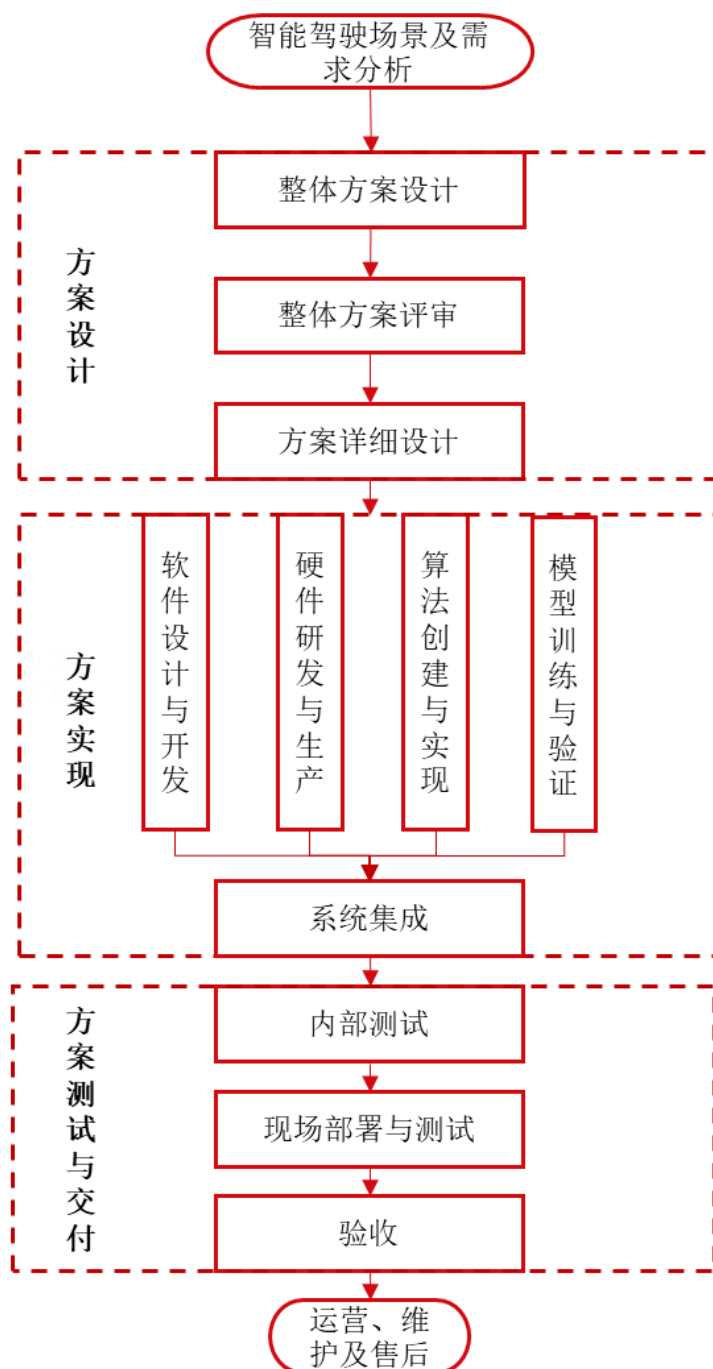 智能驾驶场景及需
求分析
方案设计
整体方案设计
整体方案评审
方案详细设计
方案实现
软件设计与开发
硬件研发与生产
算法创建与实现
模型训练与验证
系统集成
方案测试与交付
内部测试
现场部署与测试
验收
运营、维
护及售后